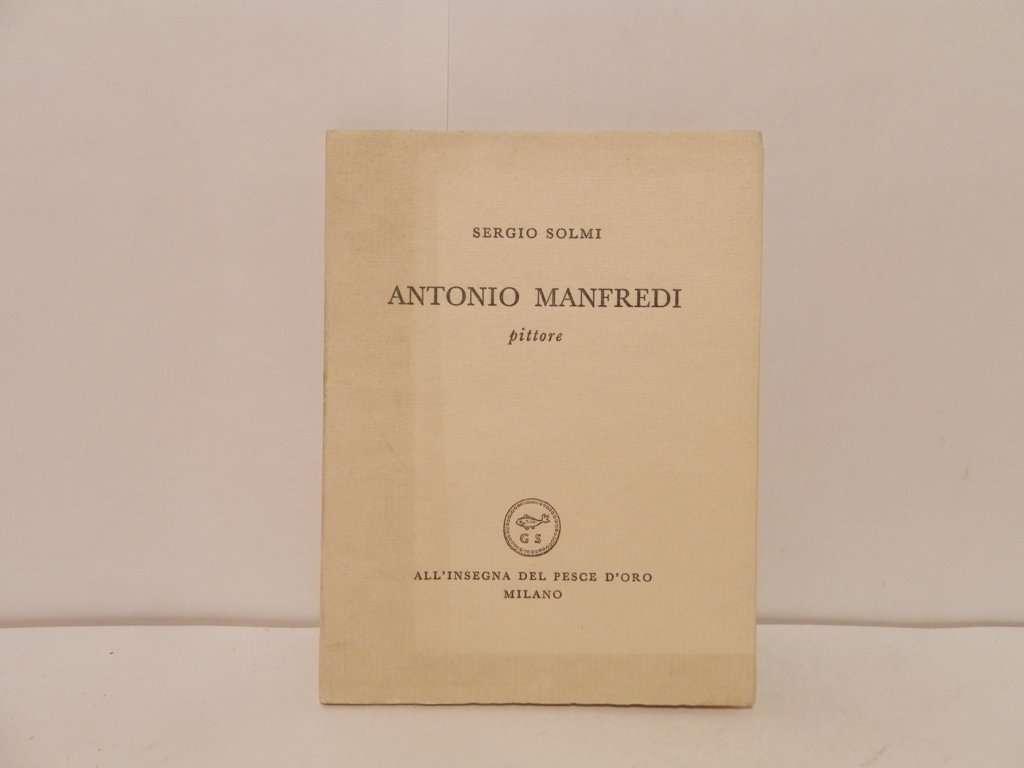 SERGIO SOLMI
ANTONIO MANFREDI
pittore
G S
ALL'INSEGNA DEL PESCE D'ORO
MILANO